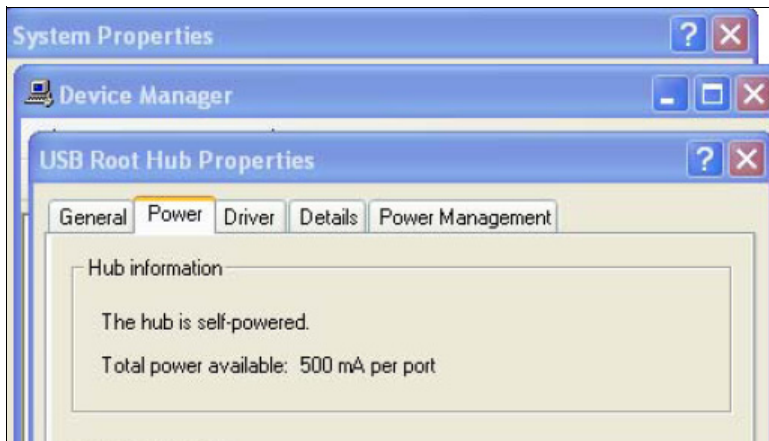 System Properties
Device Manager
USB Root Hub Properties
General Power Driver Details Power Management
Hub information
The hub is self-powered.
Total power available: 500 mA per port